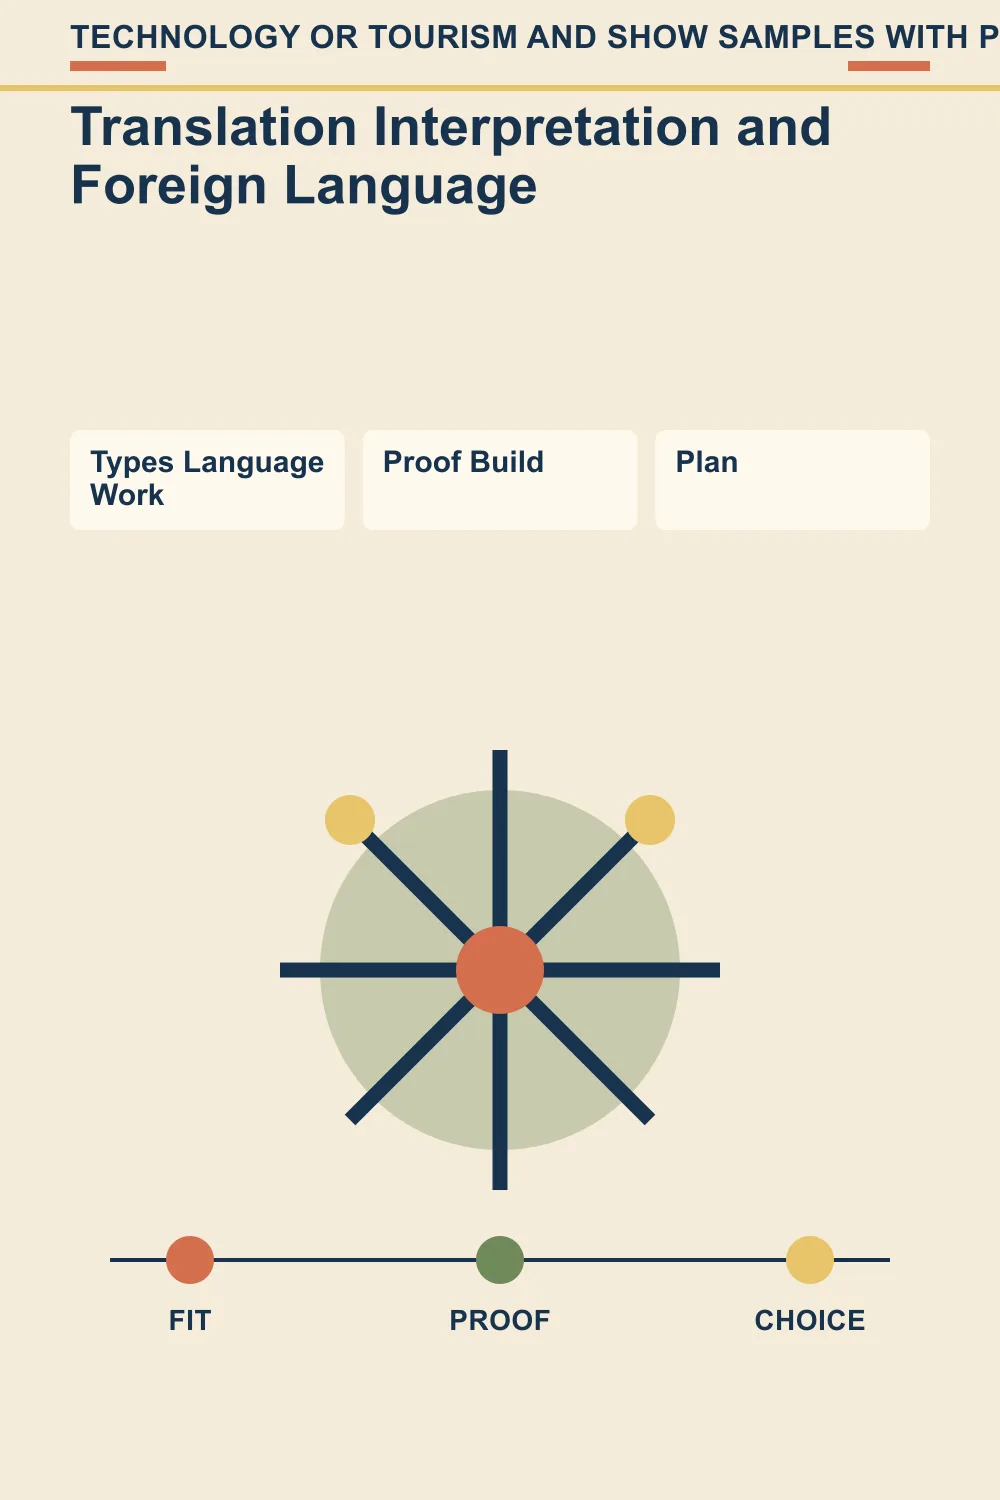 TECHNOLOGY OR TOURISM AND SHOW SAMPLES WITH P
Translation Interpretation and
Foreign Language
Types Language
Work
Proof Build
Plan
FIT
PROOF
CHOICE